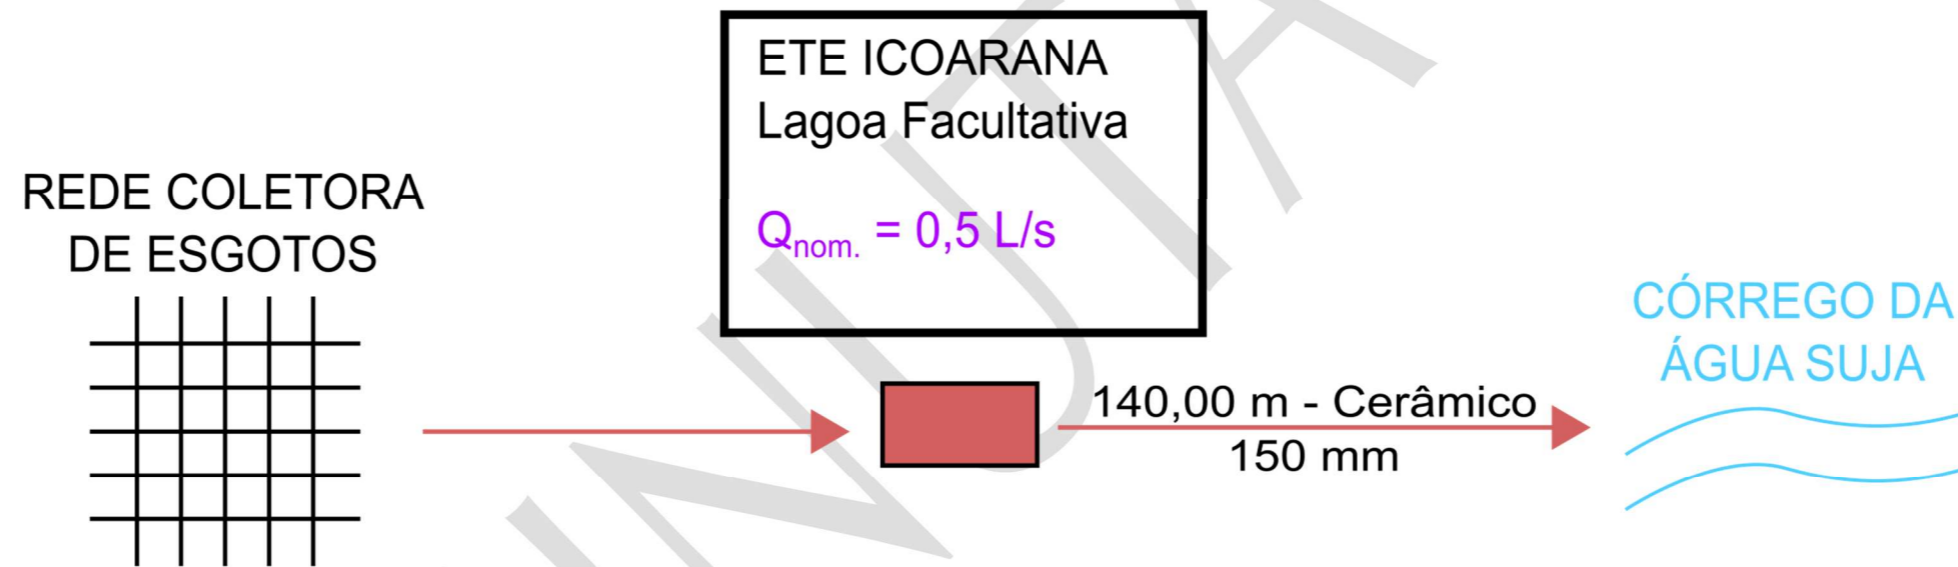 ETE ICOARANA
Lagoa Facultativa
Qnom. = 0,5 L/s
REDE COLETORA
DE ESGOTOS
140,00 m - Cerâmico
150 mm
CÓRREGO DA
ÁGUA SUJA